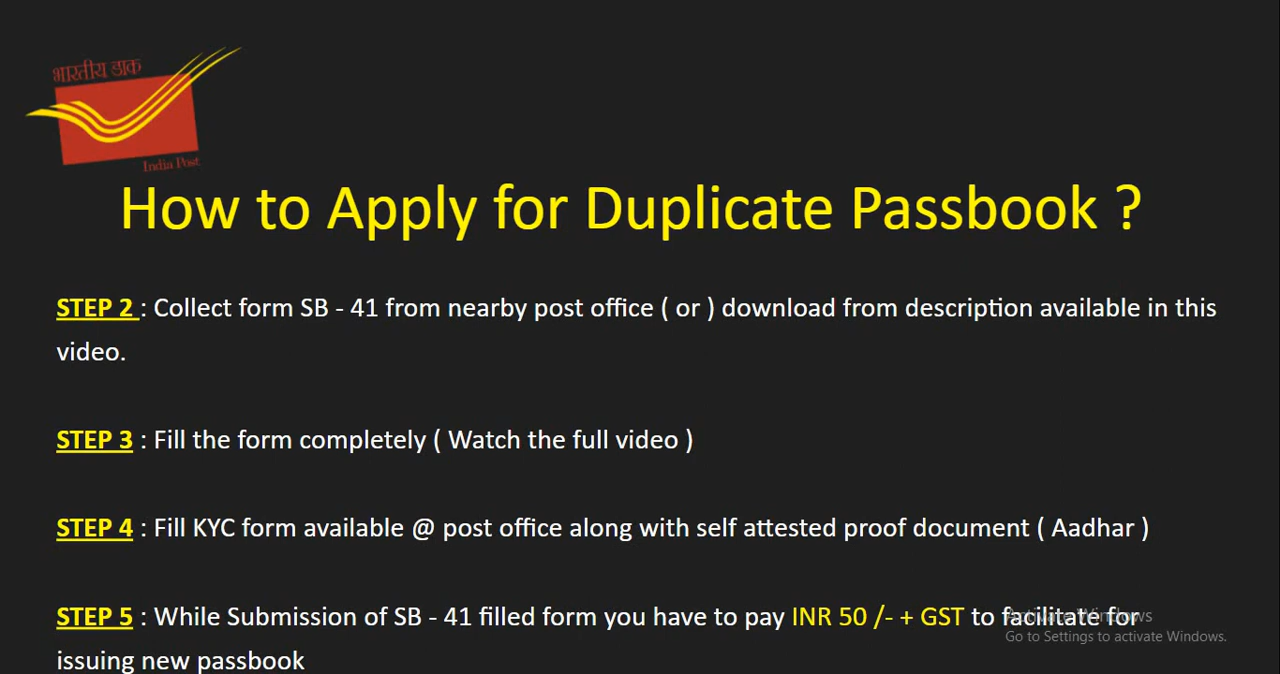 भारतीय डाक
India Post
How to Apply for Duplicate Passbook ?
STEP 2 : Collect form SB - 41 from nearby post office ( or ) download from description available in this
video.
STEP 3 : Fill the form completely ( Watch the full video )
STEP 4 : Fill KYC form available @ post office along with self attested proof document ( Aadhar )
STEP 5 : While Submission of SB - 41 filled form you have to pay INR 50 /- + GST to facilitate for
issuing new passbook
Activate Windows
Go to Settings to activate Windows.